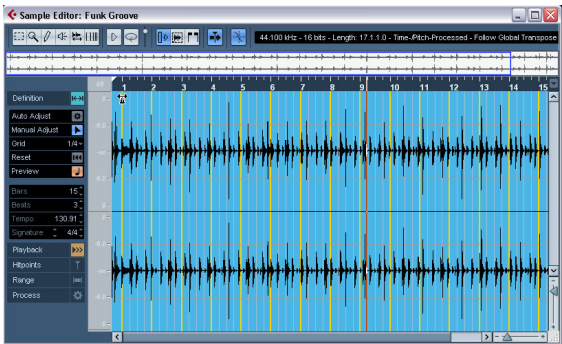 Sample Editor: Funk Groove
44.100 kHz - 16 bits - Length: 17.1.1.0 - Time-/Pitch-Processed - Follow Global Transpose
1 2 3 4 5 6 7 8 9 10 11 12 13 14 15
Definition
Auto Adjust
Manual Adjust
Grid 1/4
Reset
Preview
Bars 15
Beats 3
Tempo 130.91
Signature 4/4
Playback
Hitpoints
Range
Process